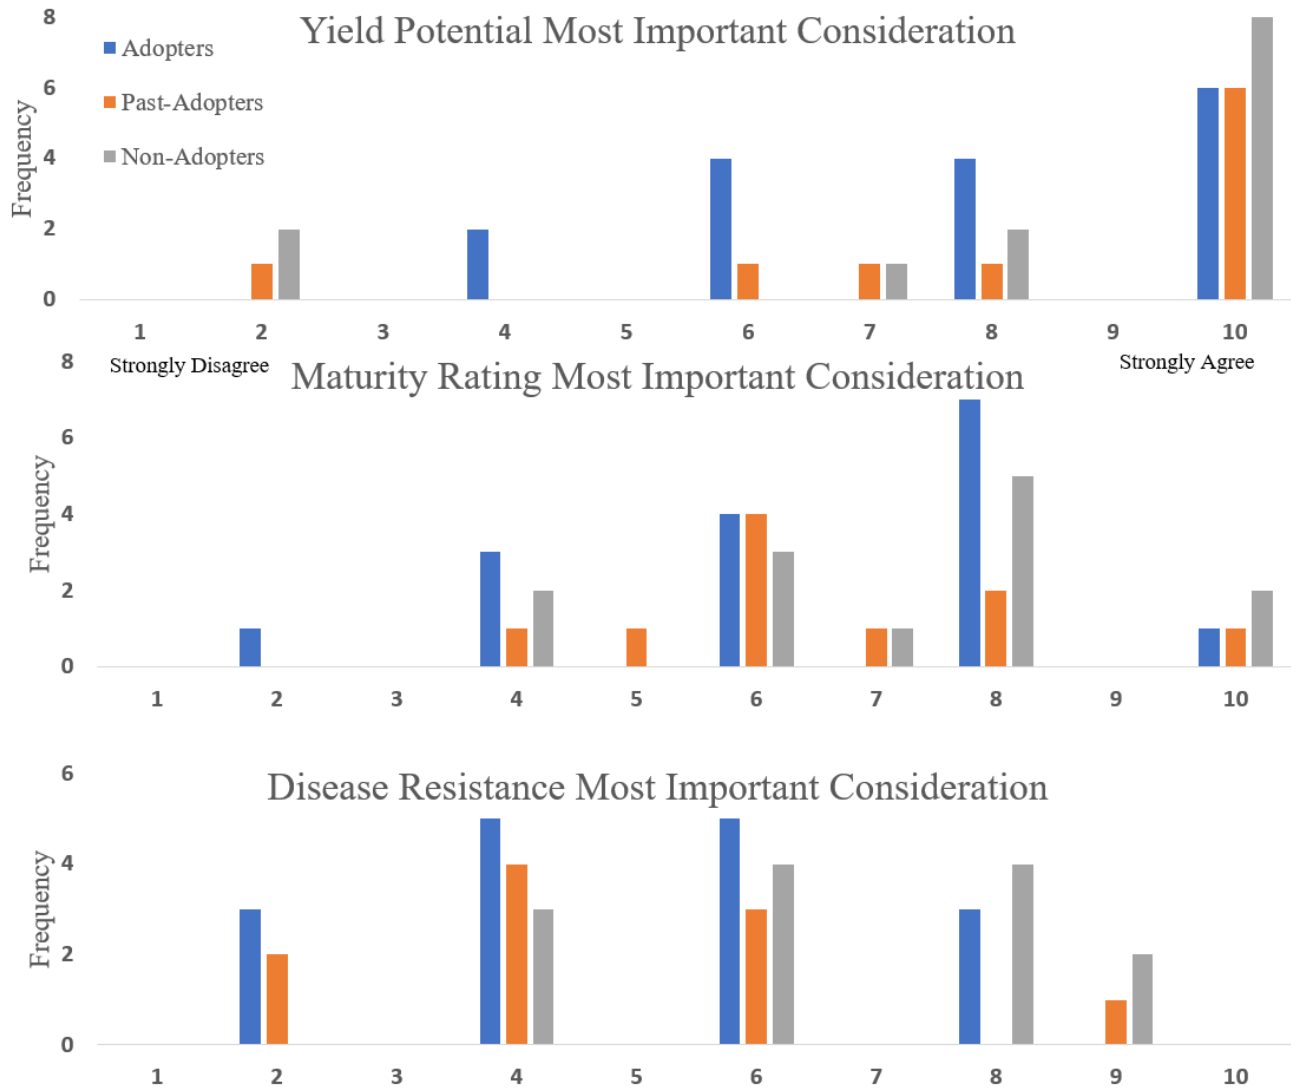 Yield Potential Most Important Consideration
8
6
4
2
0
Frequency
Adopters
Past-Adopters
Non-Adopters
1 2 3 4 5 6 7 8 9 10
Strongly Disagree Strongly Agree
Maturity Rating Most Important Consideration
8
6
4
2
0
Frequency
1 2 3 4 5 6 7 8 9 10
Disease Resistance Most Important Consideration
6
4
2
0
Frequency
1 2 3 4 5 6 7 8 9 10